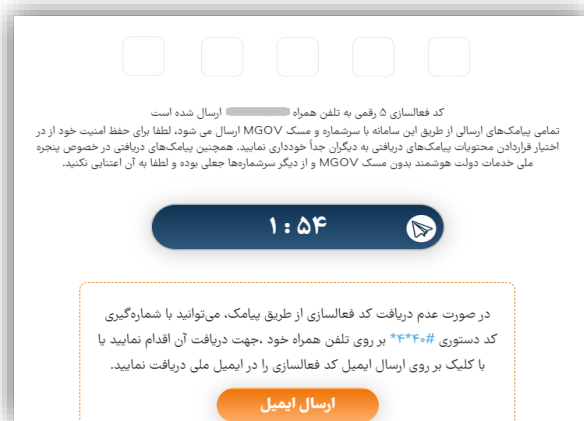 کد فعالسازی ۵ رقمی به تلفن همراه ارسال شده است
تمامی پیامک‌های ارسالی از طریق این سامانه با سرشماره و مسک MGOV ارسال می شود، لطفا برای حفظ امنیت خود از در
اختیار قراردادن محتویات پیامک‌های دریافتی به دیگران جداً خودداری نمایید. همچنین پیامک‌های دریافتی در خصوص پنجره
ملی خدمات دولت هوشمند بدون مسک MGOV و از دیگر سرشماره‌ها جعلی بوده و لطفا به آن اعتنایی نکنید.
۱ : ۵۴
در صورت عدم دریافت کد فعالسازی از طریق پیامک، می‌توانید با شماره‌گیری
کد دستوری #۴۰*۴* بر روی تلفن همراه خود ،جهت دریافت آن اقدام نمایید یا
با کلیک بر روی ارسال ایمیل کد فعالسازی را در ایمیل ملی دریافت نمایید.
ارسال ایمیل